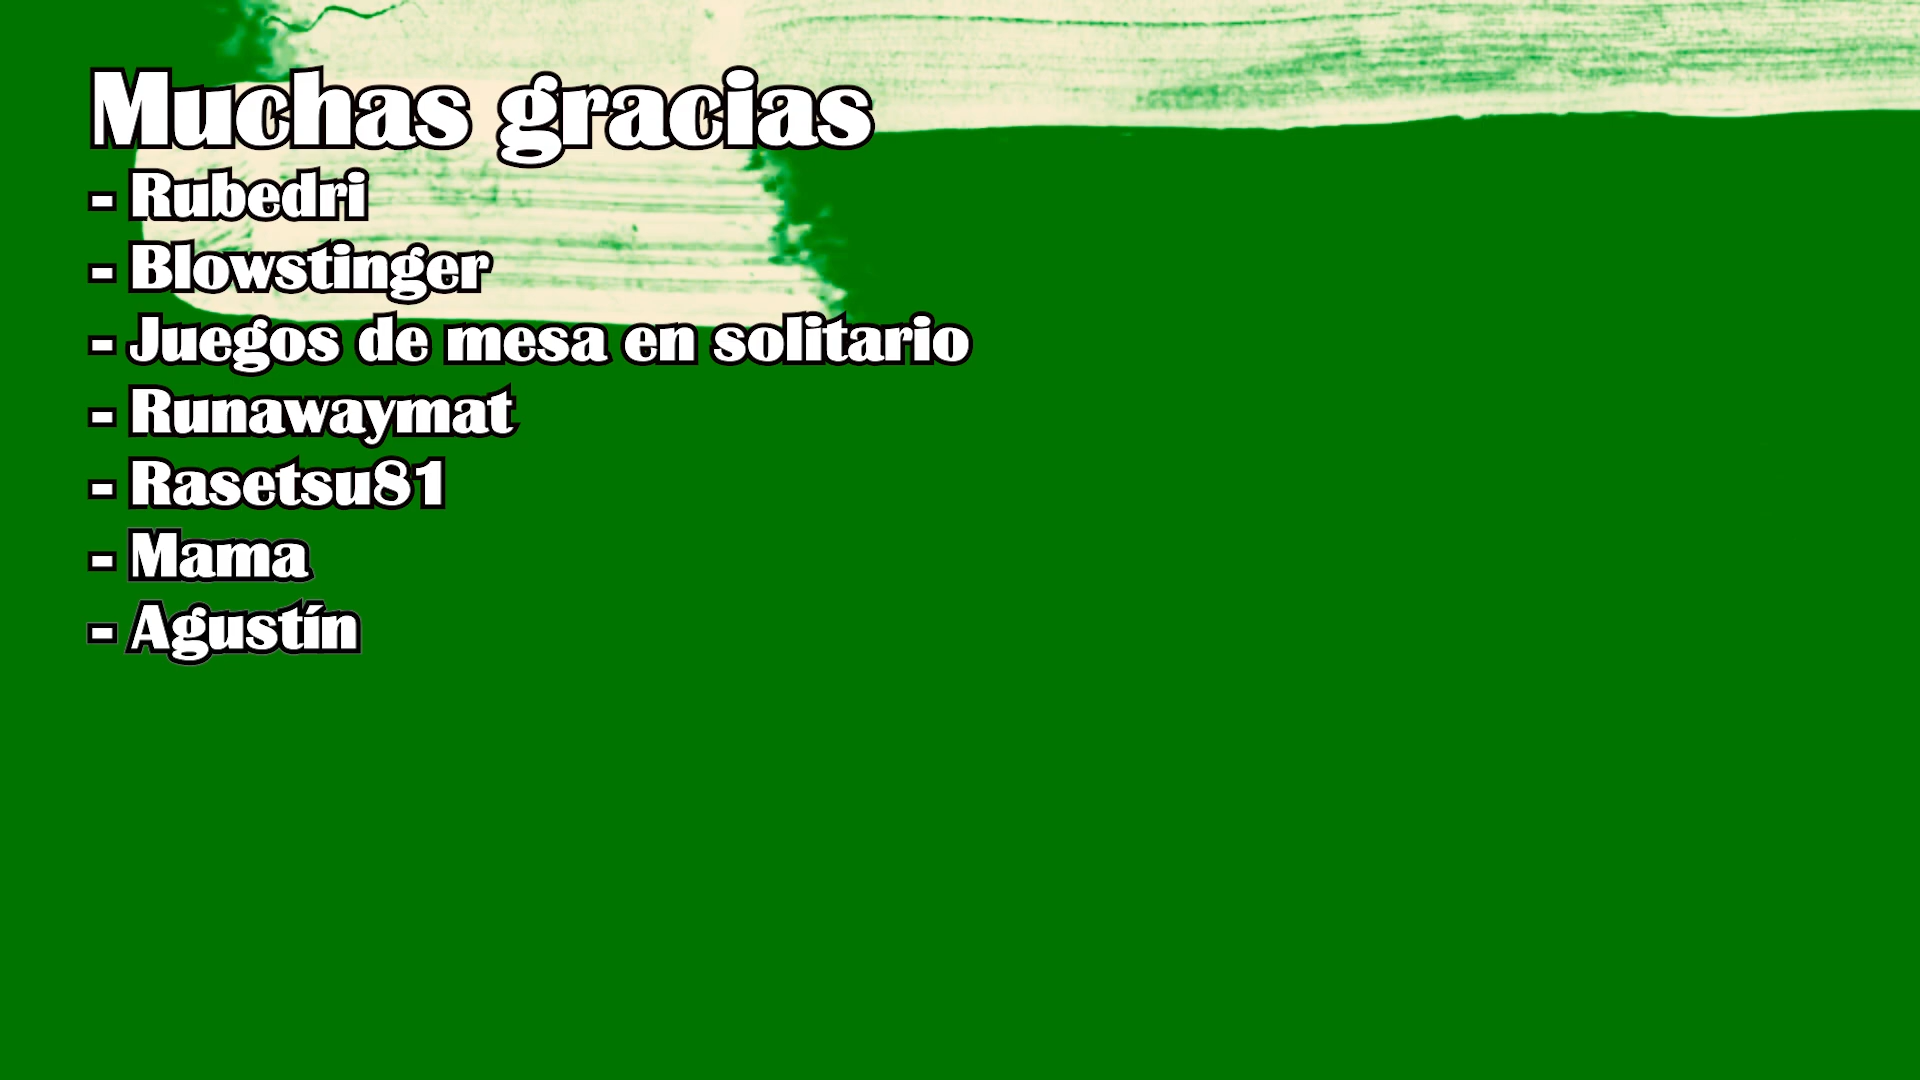 Muchas gracias
- Rubedri
- Blowstinger
- Juegos de mesa en solitario
- Runawaymat
- Rasetsu81
- Mama
- Agustín